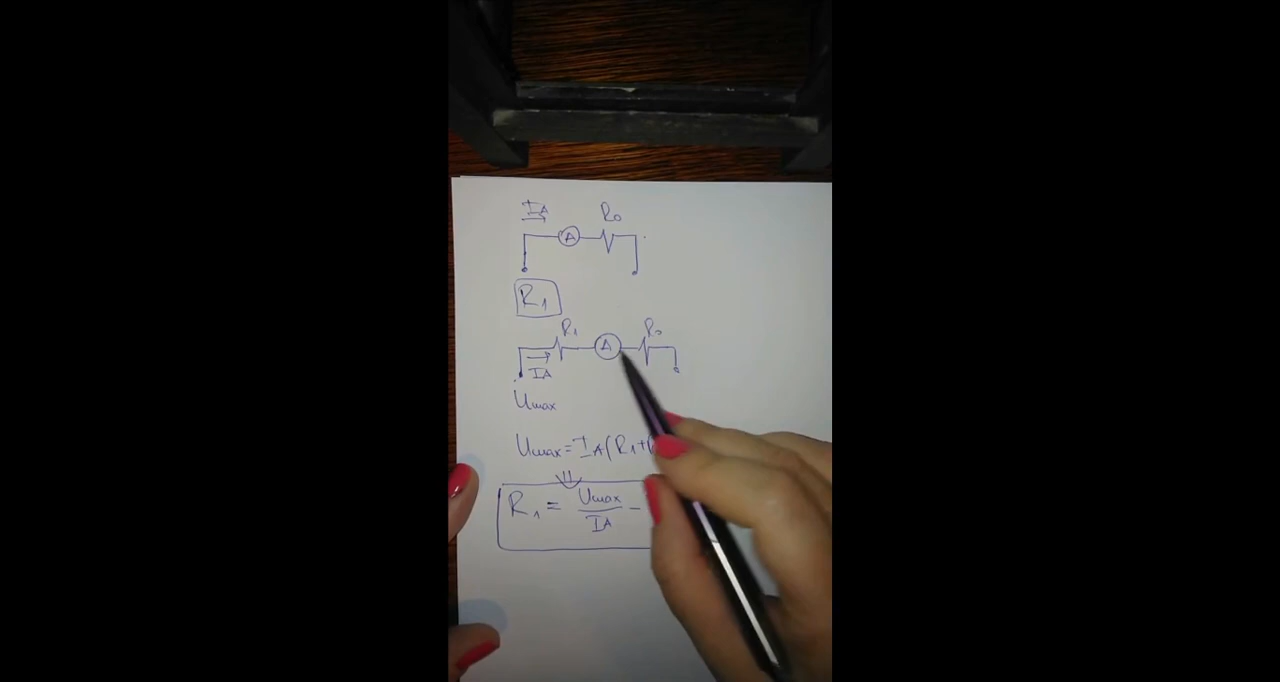 IA R0
A
R1
R1 A R0
IA
Umax
Umax = IA(R1+
R1 = Umax/IA -